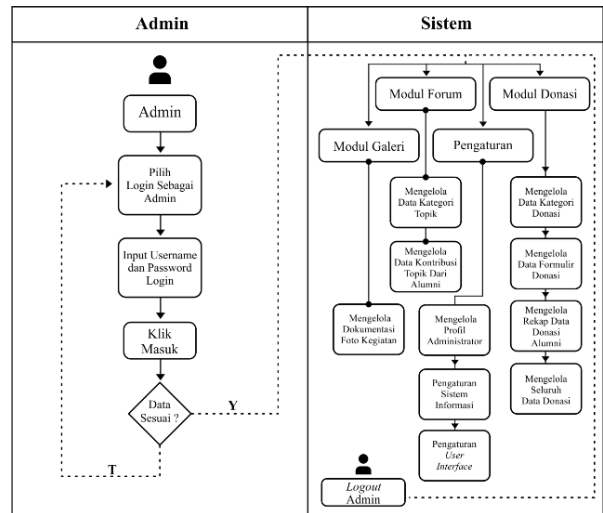 Admin
Sistem
Admin
Pilih
Login Sebagai
Admin
Input Username
dan Password
Login
Klik
Masuk
Data
Sesuai ?
Y
T
Modul Forum
Modul Donasi
Modul Galeri
Pengaturan
Mengelola
Data Kategori
Topik
Mengelola
Data Kontribusi
Topik Dari
Alumni
Mengelola
Dokumentasi
Foto Kegiatan
Mengelola
Profil
Administrator
Pengaturan
Sistem
Informasi
Pengaturan
User
Interface
Mengelola
Data Kategori
Donasi
Mengelola
Data Formulir
Donasi
Mengelola
Rekap Data
Donasi
Alumni
Mengelola
Seluruh
Data Donasi
Logout
Admin